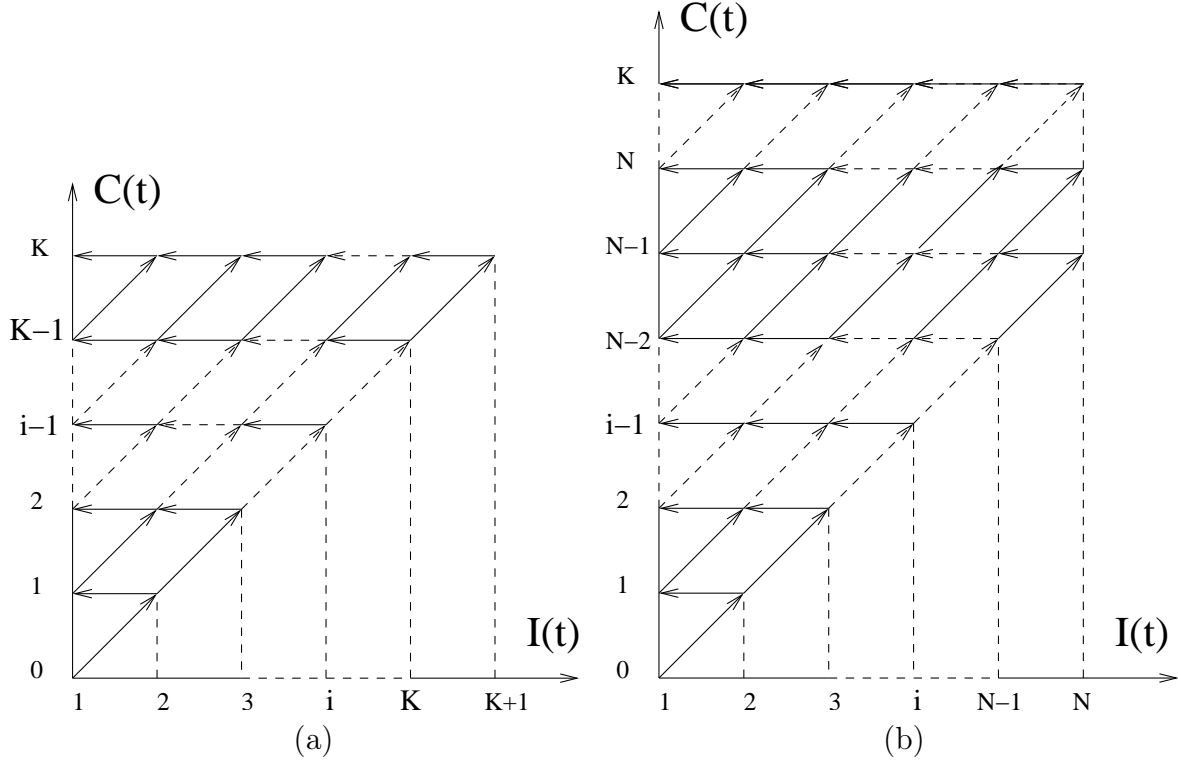 C(t)
K
K−1
i−1
2
1
0
1 2 3 i K K+1
I(t)
(a)
C(t)
K
N
N−1
N−2
i−1
2
1
0
1 2 3 i N−1 N
I(t)
(b)